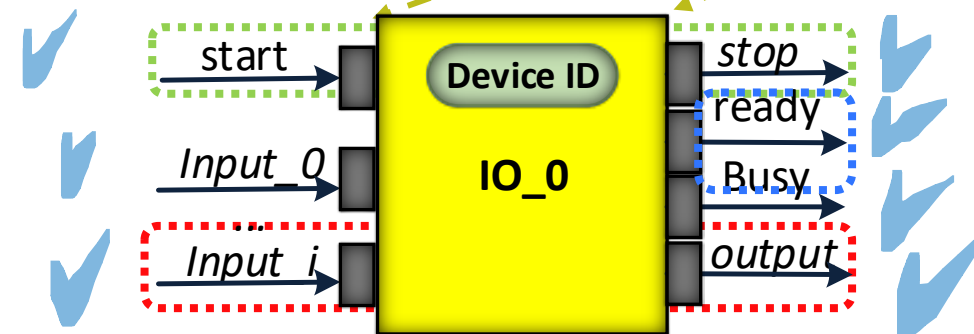 start
Device ID
stop
ready
Input_0
IO_0
Busy
...
Input_i
output